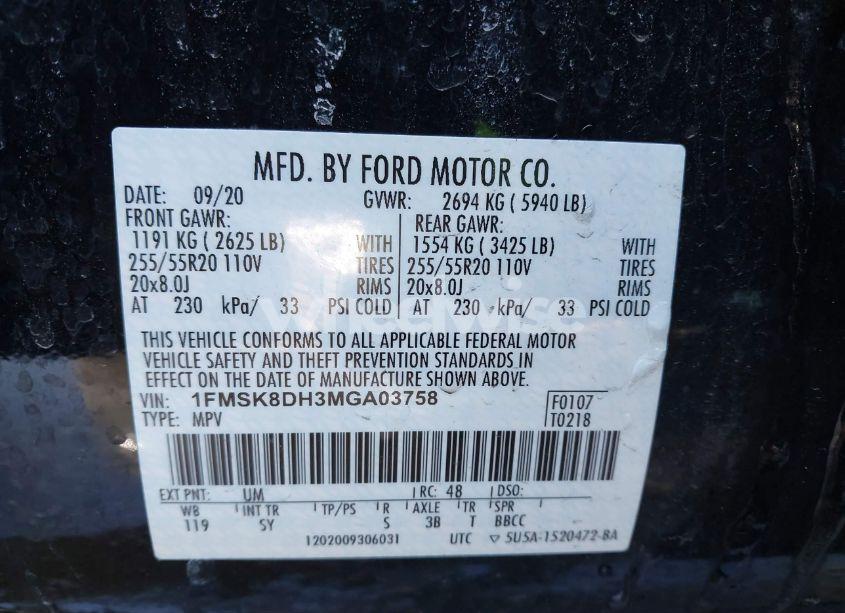 MFD. BY FORD MOTOR CO.
DATE: 09/20 GVWR: 2694 KG ( 5940 LB)
FRONT GAWR: REAR GAWR:
1191 KG ( 2625 LB) WITH 1554 KG ( 3425 LB) WITH
255/55R20 110V TIRES 255/55R20 110V TIRES
20x8.0J RIMS 20x8.0J RIMS
AT 230 kPa/ 33 PSI COLD AT 230 kPa/ 33 PSI COLD
THIS VEHICLE CONFORMS TO ALL APPLICABLE FEDERAL MOTOR
VEHICLE SAFETY AND THEFT PREVENTION STANDARDS IN
EFFECT ON THE DATE OF MANUFACTURE SHOWN ABOVE.
VIN: 1FMSK8DH3MGA03758 F0107
TYPE: MPV T0218
EXT PNT: UM RC: 48 DSO:
WB INT TR TP/PS R AXLE TR SPR
119 SY S 3B T BBCC
1202009306031 UTC ▽ 5U5A-1520472-BA